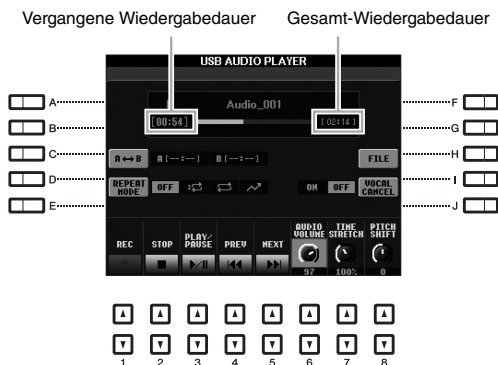 Vergangene Wiedergabedauer Gesamt-Wiedergabedauer
USB AUDIO PLAYER
A F
Audio_001
B [00:54] [02:14] G
C A↔B A[--:--] B[--:--] FILE H
D REPEAT MODE OFF 1 ON OFF VOCAL CANCEL I
E J
REC STOP PLAY/PAUSE PREV NEXT AUDIO VOLUME TIME STRETCH PITCH SHIFT
97 100% 0
1 2 3 4 5 6 7 8